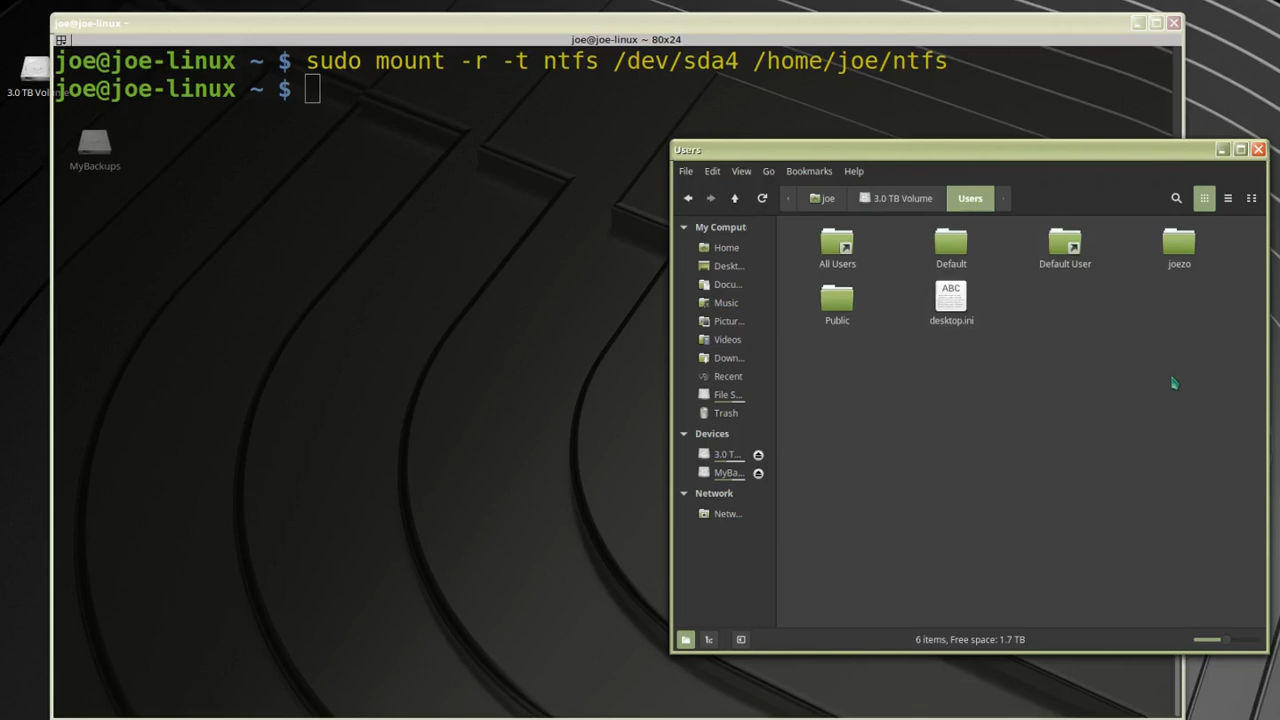 joe@joe-linux ~
joe@joe-linux ~ 80x24
joe@joe-linux ~ $ sudo mount -r -t ntfs /dev/sda4 /home/joe/ntfs
joe@joe-linux ~ $
3.0 TB Volum
MyBackups
Users
File Edit View Go Bookmarks Help
joe 3.0 TB Volume Users
My Comput
Home
Deskt...
Docu...
Music
Pictur...
Videos
Down...
Recent
File S...
Trash
Devices
3.0 T...
MyBa...
Network
Netw...
All Users Default Default User joezo
ABC
Public desktop.ini
6 items, Free space: 1.7 TB